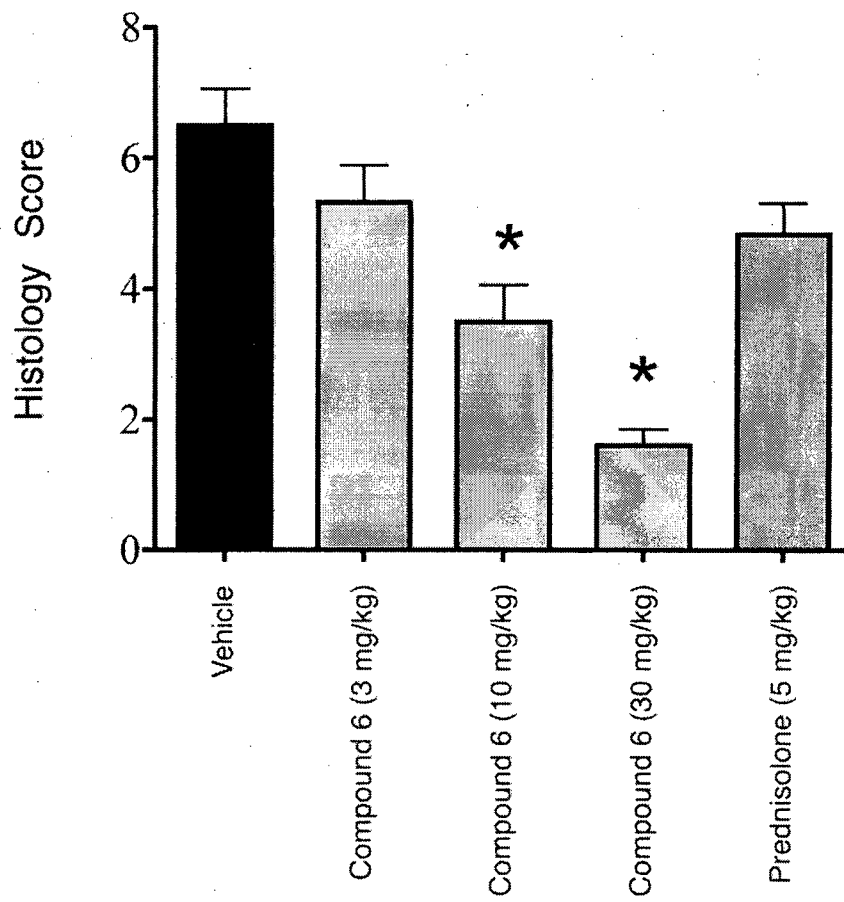 8
6
4
2
0
Histology Score
*
*
Vehicle
Compound 6 (3 mg/kg)
Compound 6 (10 mg/kg)
Compound 6 (30 mg/kg)
Prednisolone (5 mg/kg)